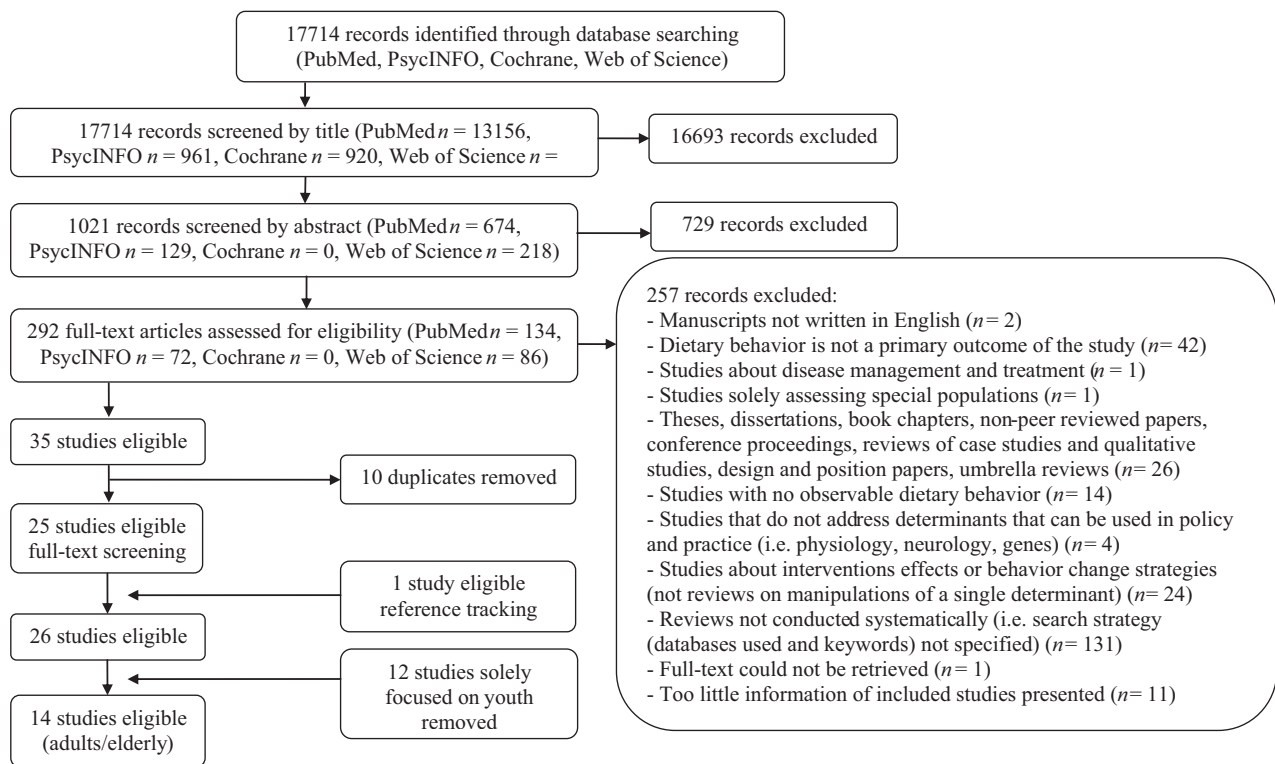 17714 records identified through database searching
(PubMed, PsycINFO, Cochrane, Web of Science)
17714 records screened by title (PubMed n = 13156,
PsycINFO n = 961, Cochrane n = 920, Web of Science n =
16693 records excluded
1021 records screened by abstract (PubMed n = 674,
PsycINFO n = 129, Cochrane n = 0, Web of Science n = 218)
729 records excluded
292 full-text articles assessed for eligibility (PubMed n = 134,
PsycINFO n = 72, Cochrane n = 0, Web of Science n = 86)
257 records excluded:
- Manuscripts not written in English (n = 2)
- Dietary behavior is not a primary outcome of the study (n = 42)
- Studies about disease management and treatment (n = 1)
- Studies solely assessing special populations (n = 1)
- Theses, dissertations, book chapters, non-peer reviewed papers,
conference proceedings, reviews of case studies and qualitative
studies, design and position papers, umbrella reviews (n = 26)
- Studies with no observable dietary behavior (n = 14)
- Studies that do not address determinants that can be used in policy
and practice (i.e. physiology, neurology, genes) (n = 4)
- Studies about interventions effects or behavior change strategies
(not reviews on manipulations of a single determinant) (n = 24)
- Reviews not conducted systematically (i.e. search strategy
(databases used and keywords) not specified) (n = 131)
- Full-text could not be retrieved (n = 1)
- Too little information of included studies presented (n = 11)
35 studies eligible
10 duplicates removed
25 studies eligible
full-text screening
1 study eligible
reference tracking
26 studies eligible
12 studies solely
focused on youth
removed
14 studies eligible
(adults/elderly)